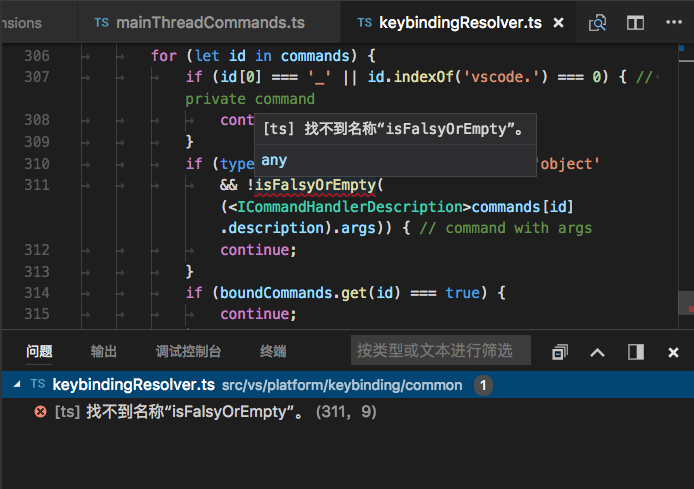 nsions TS mainThreadCommands.ts TS keybindingResolver.ts
306 for (let id in commands) {
307 if (id[0] === '_' || id.indexOf('vscode.') === 0) { //
private command
308 cont
[ts] 找不到名称“isFalsyOrEmpty”。
any
309 }
310 if (type 'object'
311 && !isFalsyOrEmpty(
(<ICommandHandlerDescription>commands[id]
.description).args)) { // command with args
312 continue;
313 }
314 if (boundCommands.get(id) === true) {
315 continue;
问题 输出 调试控制台 终端 按类型或文本进行筛选
TS keybindingResolver.ts src/vs/platform/keybinding/common 1
[ts] 找不到名称“isFalsyOrEmpty”。 (311, 9)